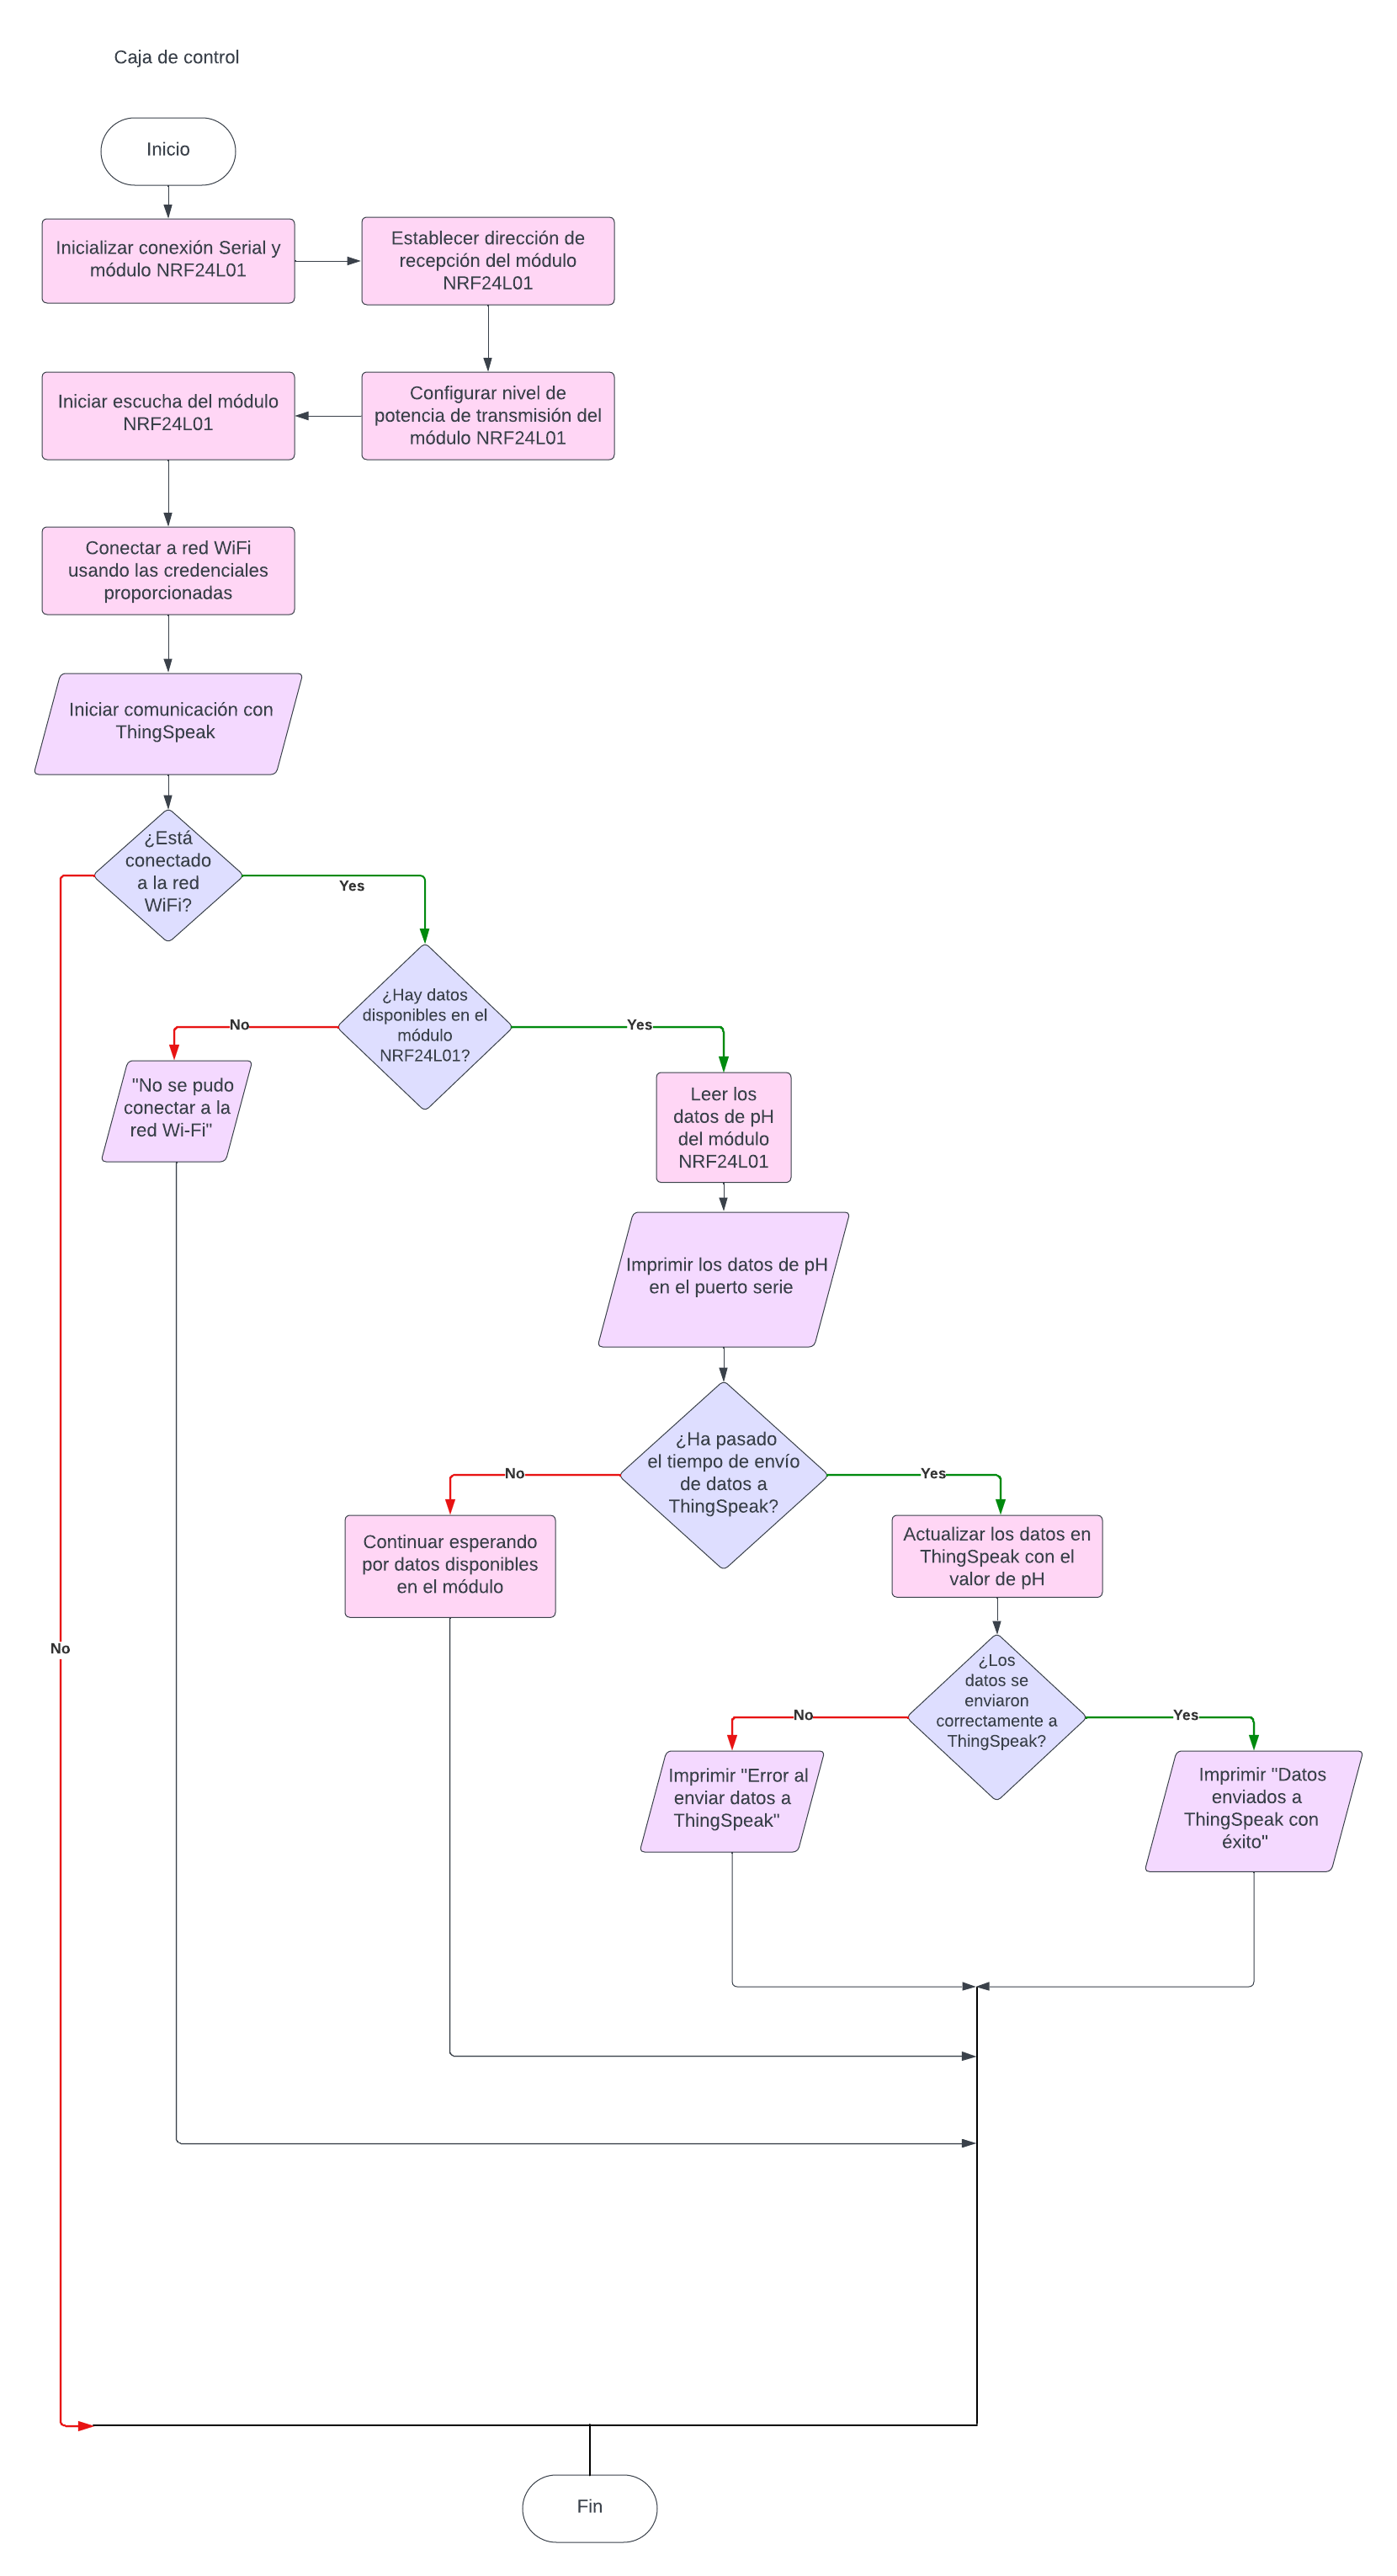 Caja de control
Inicio
Inicializar conexión Serial y
módulo NRF24L01
Establecer dirección de
recepción del módulo
NRF24L01
Configurar nivel de
potencia de transmisión del
módulo NRF24L01
Iniciar escucha del módulo
NRF24L01
Conectar a red WiFi
usando las credenciales
proporcionadas
Iniciar comunicación con
ThingSpeak
¿Está
conectado
a la red
WiFi?
Yes
No
¿Hay datos
disponibles en el
módulo
NRF24L01?
No
Yes
"No se pudo
conectar a la
red Wi-Fi"
Leer los
datos de pH
del módulo
NRF24L01
Imprimir los datos de pH
en el puerto serie
¿Ha pasado
el tiempo de envío
de datos a
ThingSpeak?
No
Yes
Continuar esperando
por datos disponibles
en el módulo
Actualizar los datos en
ThingSpeak con el
valor de pH
¿Los
datos se
enviaron
correctamente a
ThingSpeak?
No
Yes
Imprimir "Error al
enviar datos a
ThingSpeak"
Imprimir "Datos
enviados a
ThingSpeak con
éxito"
Fin